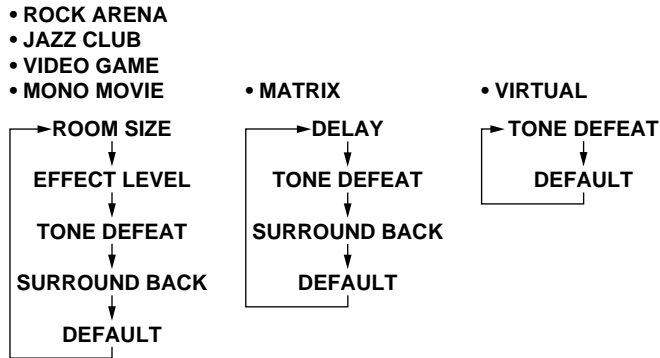 • ROCK ARENA
• JAZZ CLUB
• VIDEO GAME
• MONO MOVIE
ROOM SIZE
EFFECT LEVEL
TONE DEFEAT
SURROUND BACK
DEFAULT
• MATRIX
DELAY
TONE DEFEAT
SURROUND BACK
DEFAULT
• VIRTUAL
TONE DEFEAT
DEFAULT